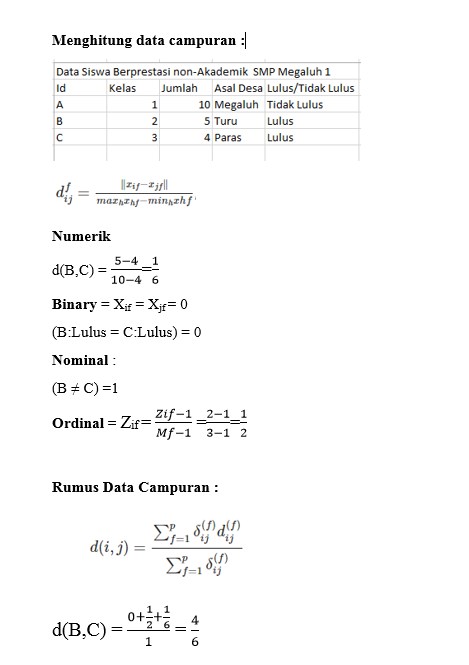 Menghitung data campuran :
Data Siswa Berprestasi non-Akademik SMP Megaluh 1
Id Kelas Jumlah Asal Desa Lulus/Tidak Lulus
A 1 10 Megaluh Tidak Lulus
B 2 5 Turu Lulus
C 3 4 Paras Lulus
d_{ij}^{f} = \frac{\|x_{if}-x_{jf}\|}{max_h x_{hf}-min_h xhf}.
Numerik
d(B,C) = \frac{5-4}{10-4}=\frac{1}{6}
Binary = X_{if} = X_{jf}= 0
(B:Lulus = C:Lulus) = 0
Nominal :
(B ≠ C) =1
Ordinal = Z_{if}= \frac{Zif-1}{Mf-1}=\frac{2-1}{3-1}=\frac{1}{2}
Rumus Data Campuran :
d(i, j) = \frac{\sum_{f=1}^{p} \delta_{ij}^{(f)} d_{ij}^{(f)}}{\sum_{f=1}^{p} \delta_{ij}^{(f)}}
d(B,C) = \frac{0+\frac{1}{2}+\frac{1}{6}}{1} = \frac{4}{6}